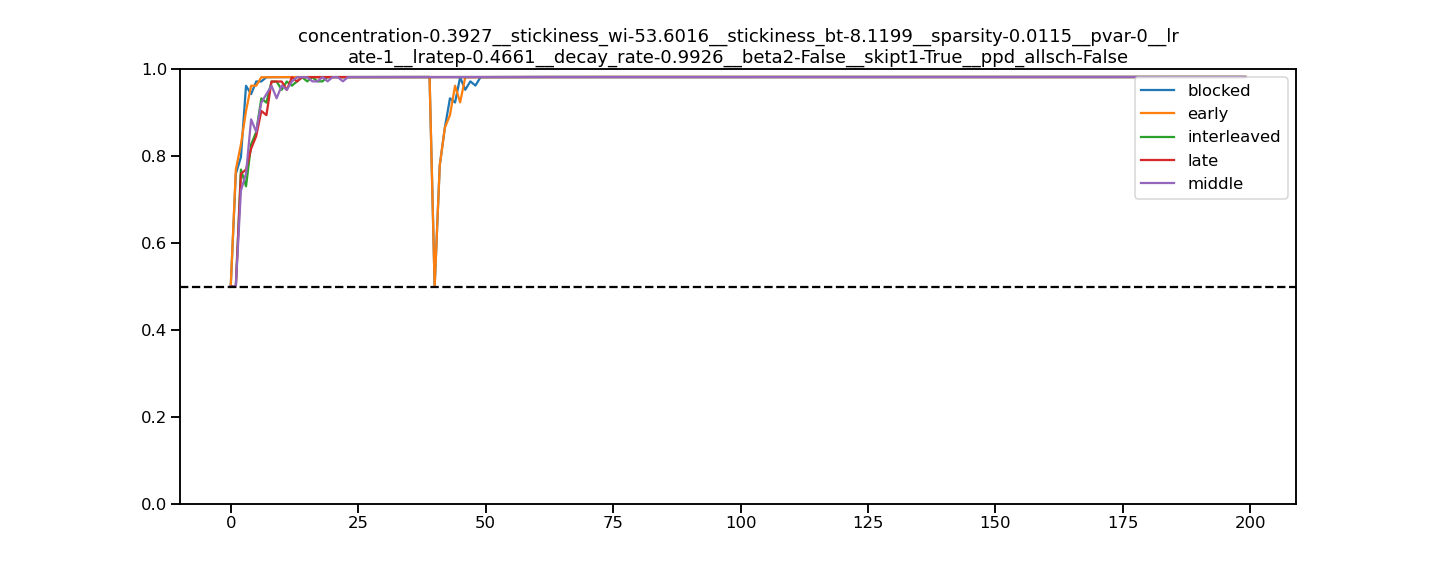 concentration-0.3927__stickiness_wi-53.6016__stickiness_bt-8.1199__sparsity-0.0115__pvar-0__lr
ate-1__lratep-0.4661__decay_rate-0.9926__beta2-False__skipt1-True__ppd_allsch-False
1.0
0.8
0.6
0.4
0.2
0.0
blocked
early
interleaved
late
middle
0 25 50 75 100 125 150 175 200